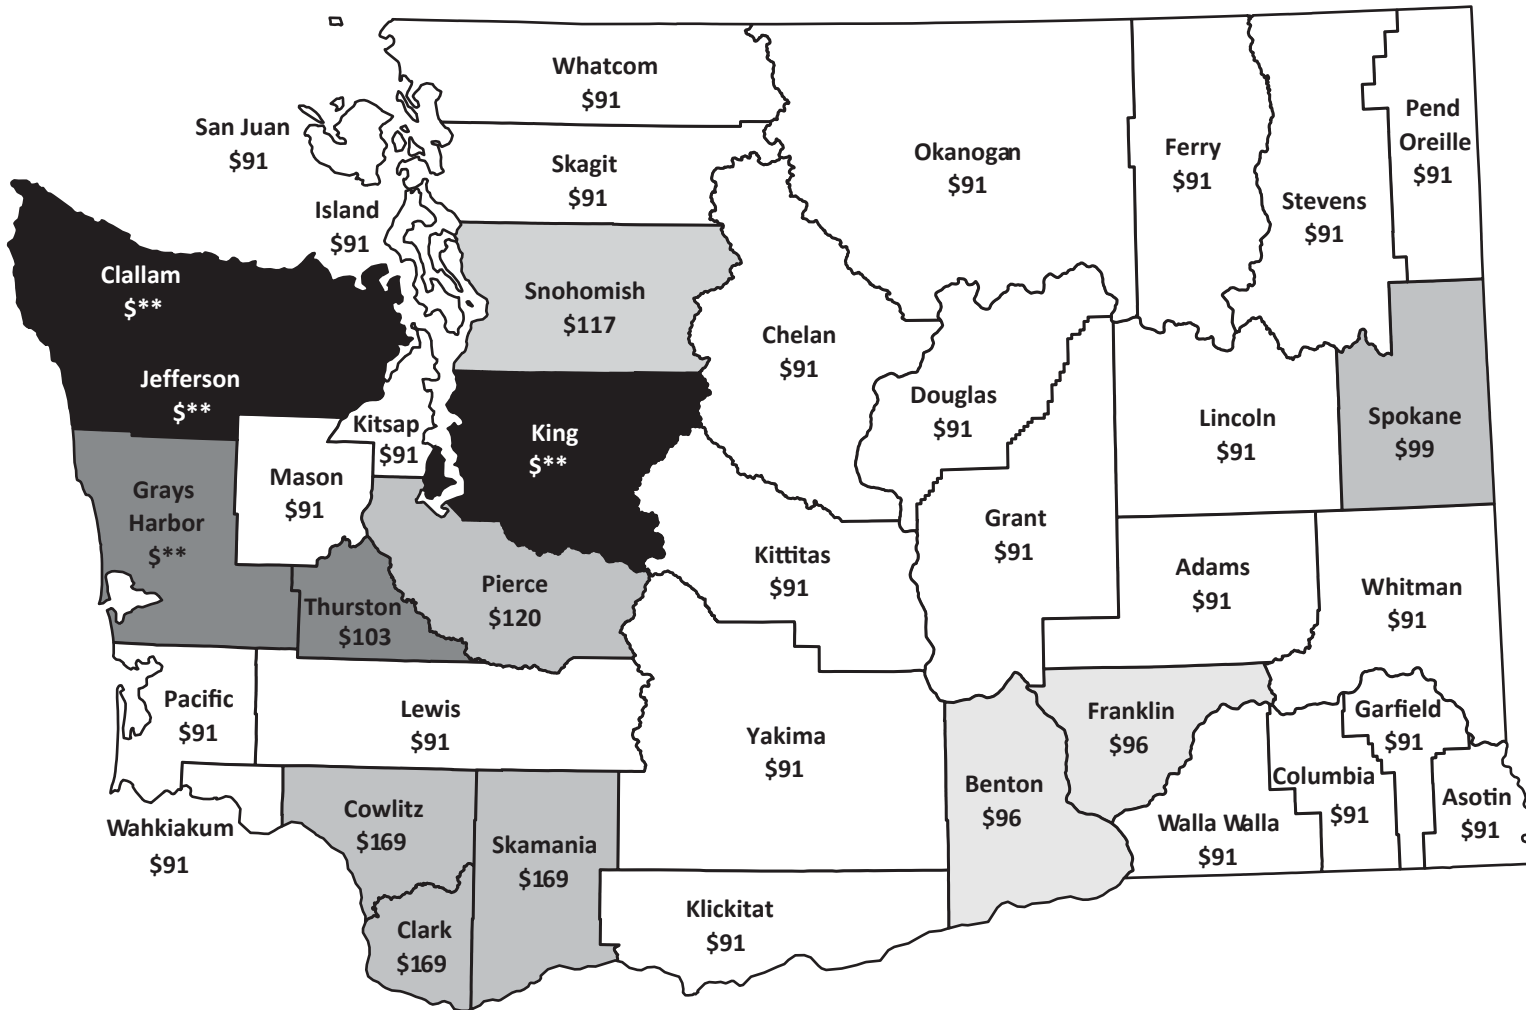 Whatcom
$91
San Juan
$91
Skagit
$91
Island
$91
Okanogan
$91
Ferry
$91
Stevens
$91
Pend
Oreille
$91
Clallam
$**
Jefferson
$**
Snohomish
$117
Chelan
$91
Douglas
$91
Lincoln
$91
Spokane
$99
Kitsap
$91
King
$**
Mason
$91
Grays
Harbor
$**
Grant
$91
Kittitas
$91
Adams
$91
Whitman
$91
Thurston
$103
Pierce
$120
Pacific
$91
Lewis
$91
Yakima
$91
Franklin
$96
Garfield
$91
Benton
$96
Columbia
$91
Asotin
$91
Walla Walla
$91
Wahkiakum
$91
Cowlitz
$169
Skamania
$169
Clark
$169
Klickitat
$91